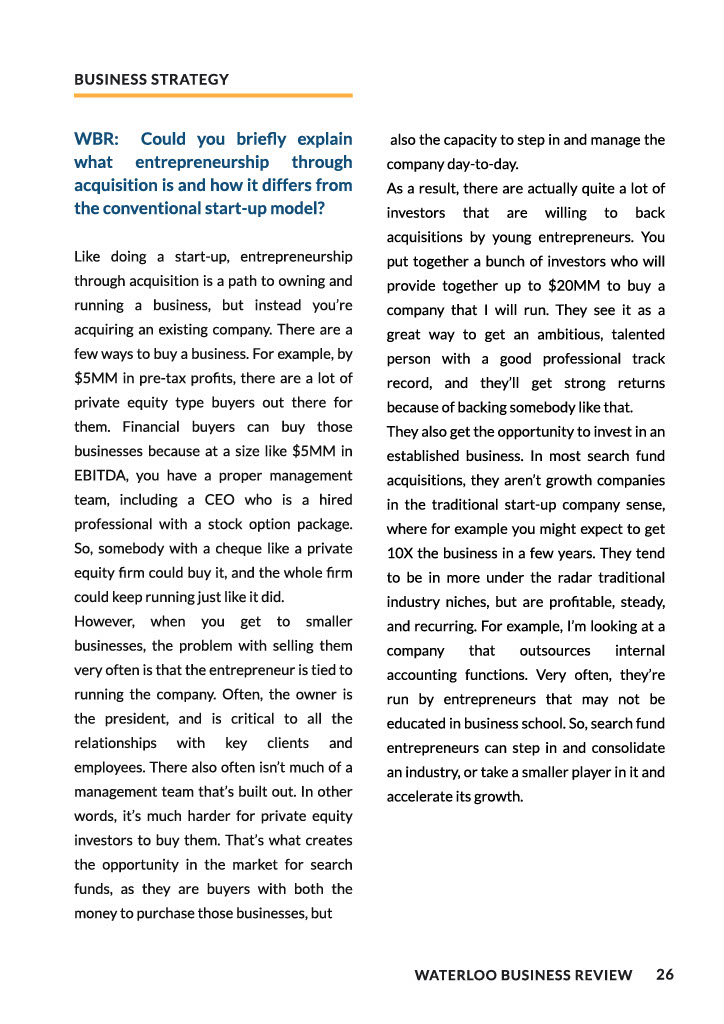 BUSINESS STRATEGY
WBR: Could you briefly explain
what entrepreneurship through
acquisition is and how it differs from
the conventional start-up model?
Like doing a start-up, entrepreneurship
through acquisition is a path to owning and
running a business, but instead you're
acquiring an existing company. There are a
few ways to buy a business. For example, by
$5MM in pre-tax profits, there are a lot of
private equity type buyers out there for
them. Financial buyers can buy those
businesses because at a size like $5MM in
EBITDA, you have a proper management
team, including a CEO who is a hired
professional with a stock option package.
So, somebody with a cheque like a private
equity firm could buy it, and the whole firm
could keep running just like it did.
However, when you get to smaller
businesses, the problem with selling them
very often is that the entrepreneur is tied to
running the company. Often, the owner is
the president, and is critical to all the
relationships with key clients and
employees. There also often isn't much of a
management team that's built out. In other
words, it's much harder for private equity
investors to buy them. That's what creates
the opportunity in the market for search
funds, as they are buyers with both the
money to purchase those businesses, but
also the capacity to step in and manage the
company day-to-day.
As a result, there are actually quite a lot of
investors that are willing to back
acquisitions by young entrepreneurs. You
put together a bunch of investors who will
provide together up to $20MM to buy a
company that I will run. They see it as a
great way to get an ambitious, talented
person with a good professional track
record, and they'll get strong returns
because of backing somebody like that.
They also get the opportunity to invest in an
established business. In most search fund
acquisitions, they aren't growth companies
in the traditional start-up company sense,
where for example you might expect to get
10X the business in a few years. They tend
to be in more under the radar traditional
industry niches, but are profitable, steady,
and recurring. For example, I'm looking at a
company that outsources internal
accounting functions. Very often, they're
run by entrepreneurs that may not be
educated in business school. So, search fund
entrepreneurs can step in and consolidate
an industry, or take a smaller player in it and
accelerate its growth.
WATERLOO BUSINESS REVIEW 26